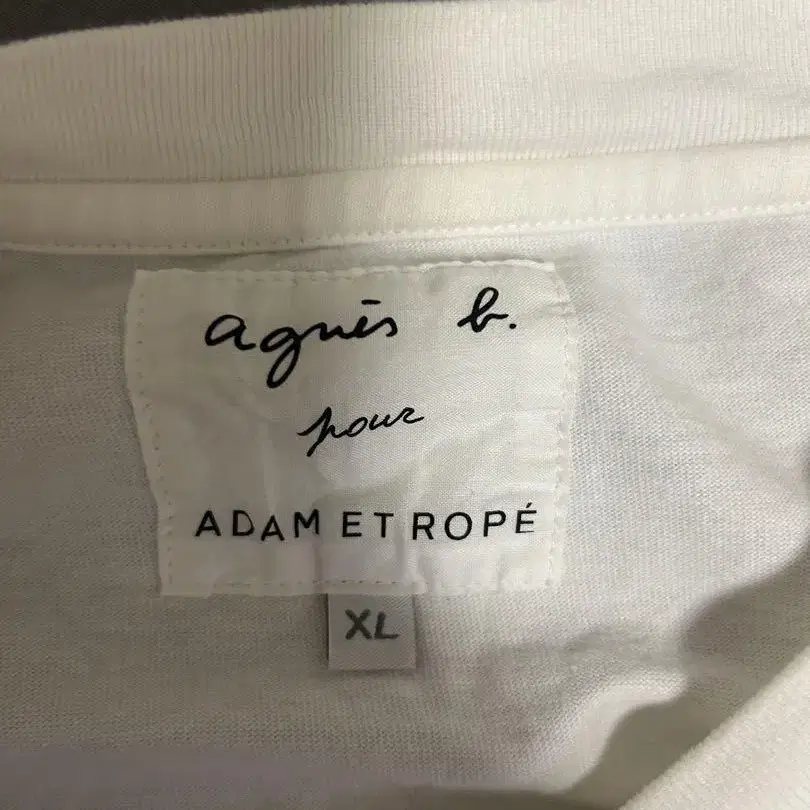 agnès b.
pour
ADAM ET ROPÉ
XL